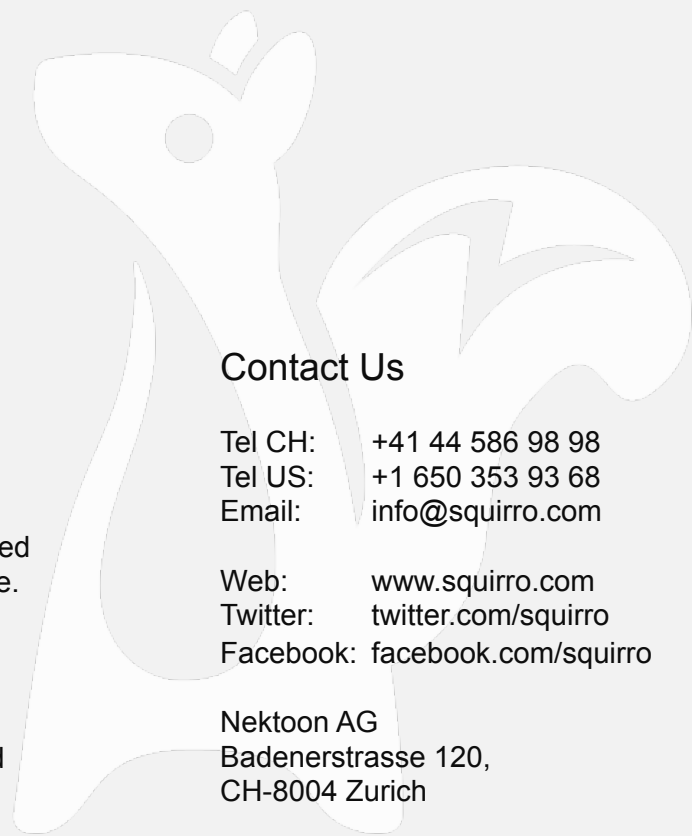 Contact Us
Tel CH: +41 44 586 98 98
Tel US: +1 650 353 93 68
Email: info@squirro.com
ed
e.
Web: www.squirro.com
Twitter: twitter.com/squirro
Facebook: facebook.com/squirro
Nektoon AG
Badenerstrasse 120,
CH-8004 Zurich